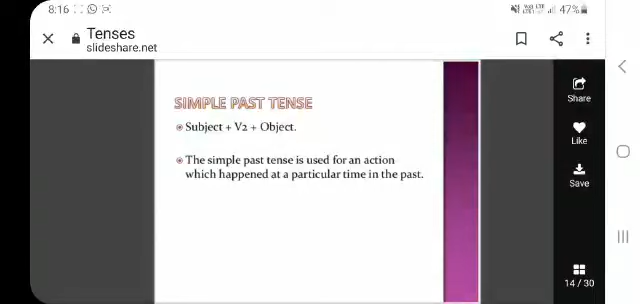 8:16
47%
Tenses
slideshare.net
SIMPLE PAST TENSE
Subject + V2 + Object.
The simple past tense is used for an action
which happened at a particular time in the past.
Share
Like
Save
14 / 30